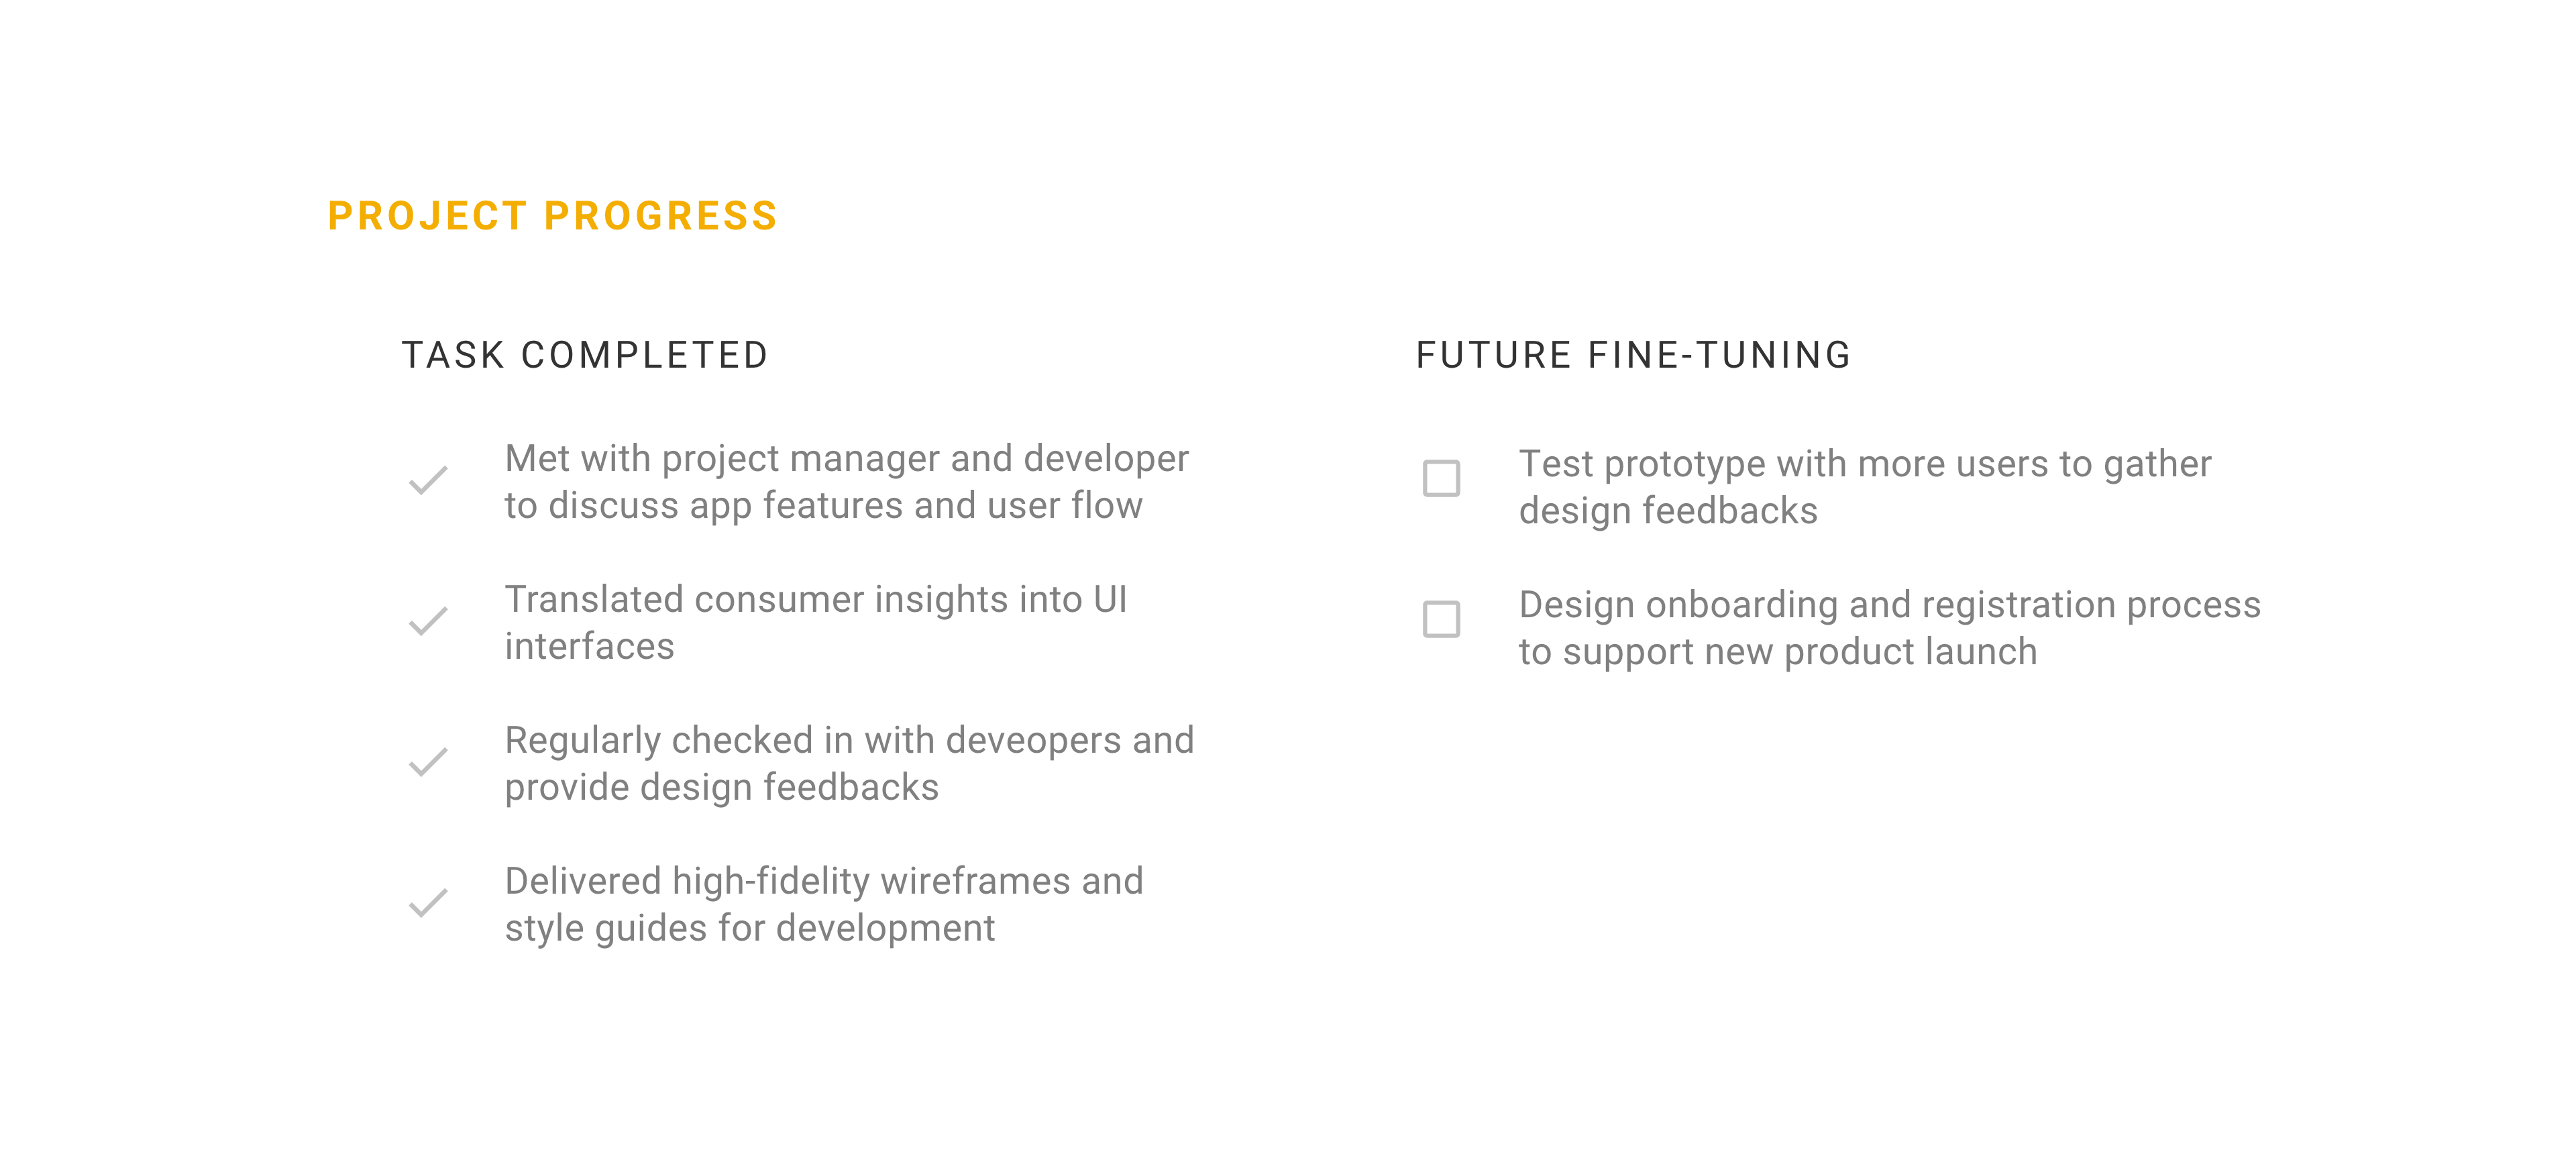 PROJECT PROGRESS
TASK COMPLETED
Met with project manager and developer
to discuss app features and user flow
Translated consumer insights into UI
interfaces
Regularly checked in with deveopers and
provide design feedbacks
Delivered high-fidelity wireframes and
style guides for development
FUTURE FINE-TUNING
Test prototype with more users to gather
design feedbacks
Design onboarding and registration process
to support new product launch